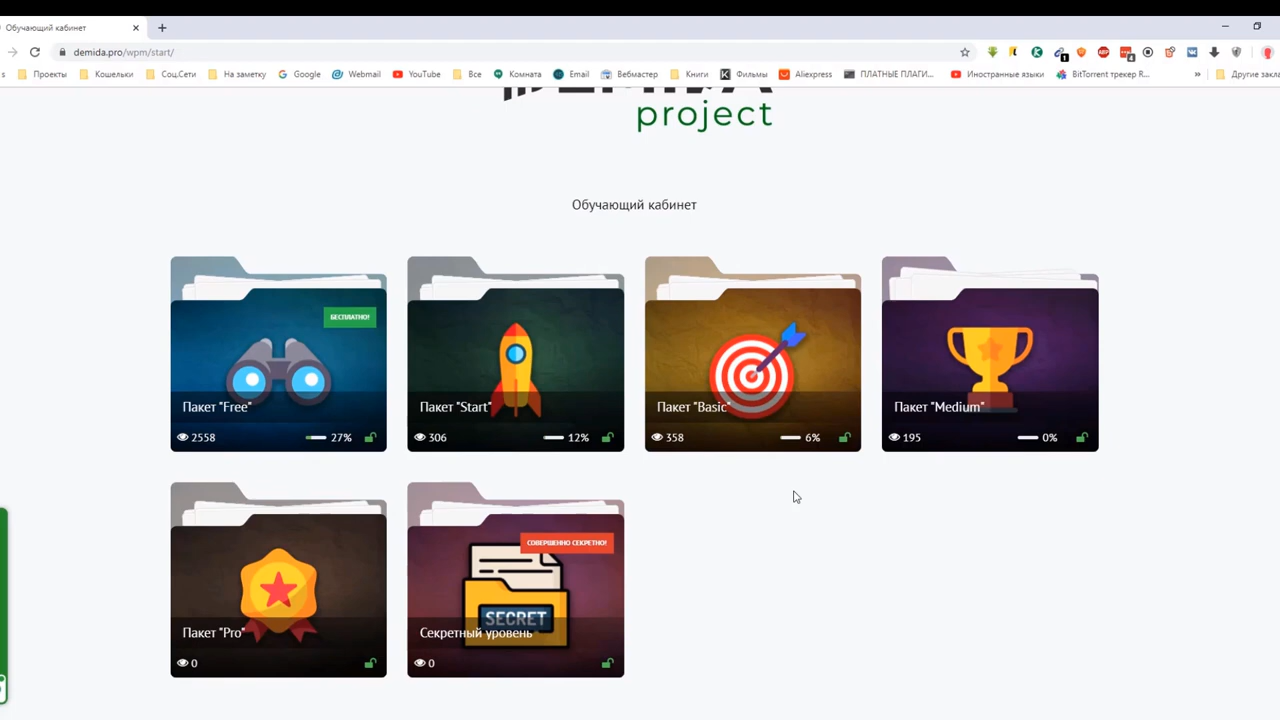 Обучающий кабинет
demida.pro/wpm/start/
Проекты Кошельки Соц.Сети На заметку Google Webmail YouTube Все Комната Email Вебмастер Книги Фильмы Aliexpress ПЛАТНЫЕ ПЛАГИ... Иностранные языки BitTorrent трекер R... » Другие закла
project
Обучающий кабинет
БЕСПЛАТНО!
Пакет "Free"
2558 27%
Пакет "Start"
306 12%
Пакет "Basic"
358 6%
Пакет "Medium"
195 0%
Пакет "Pro"
0
СОВЕРШЕННО СЕКРЕТНО!
SECRET
Секретный уровень
0